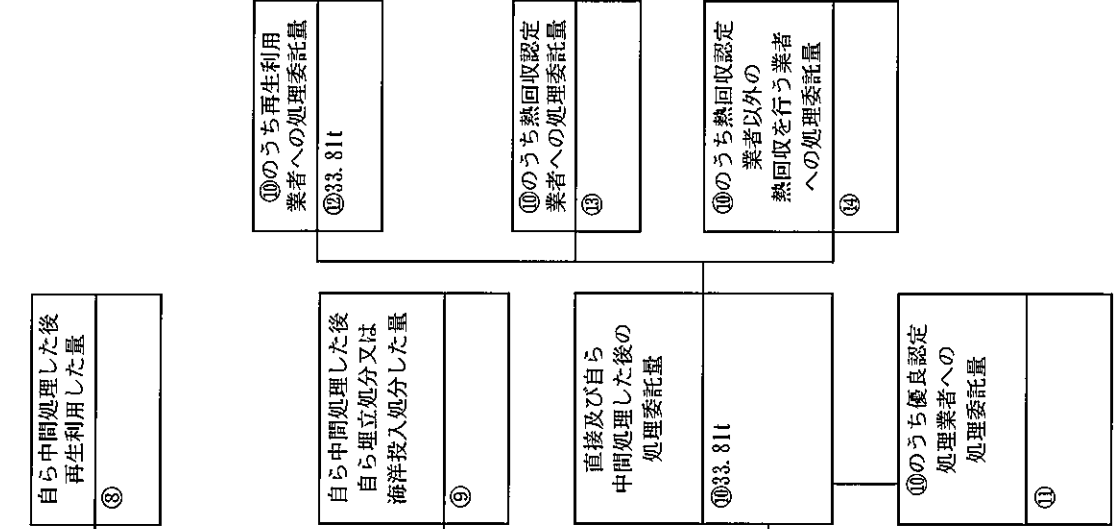 自ら中間処理した後
再生利用した量
⑧
自ら中間処理した後
自ら埋立処分又は
海洋投入処分した量
⑨
直接及び自ら
中間処理した後の
処理委託量
⑩33.81t
⑩のうち優良認定
処理業者への
処理委託量
⑪
⑩のうち再生利用
業者への処理委託量
⑫33.81t
⑩のうち熱回収認定
業者への処理委託量
⑬
⑩のうち熱回収認定
業者以外の
熱回収を行う業者
への処理委託量
⑭